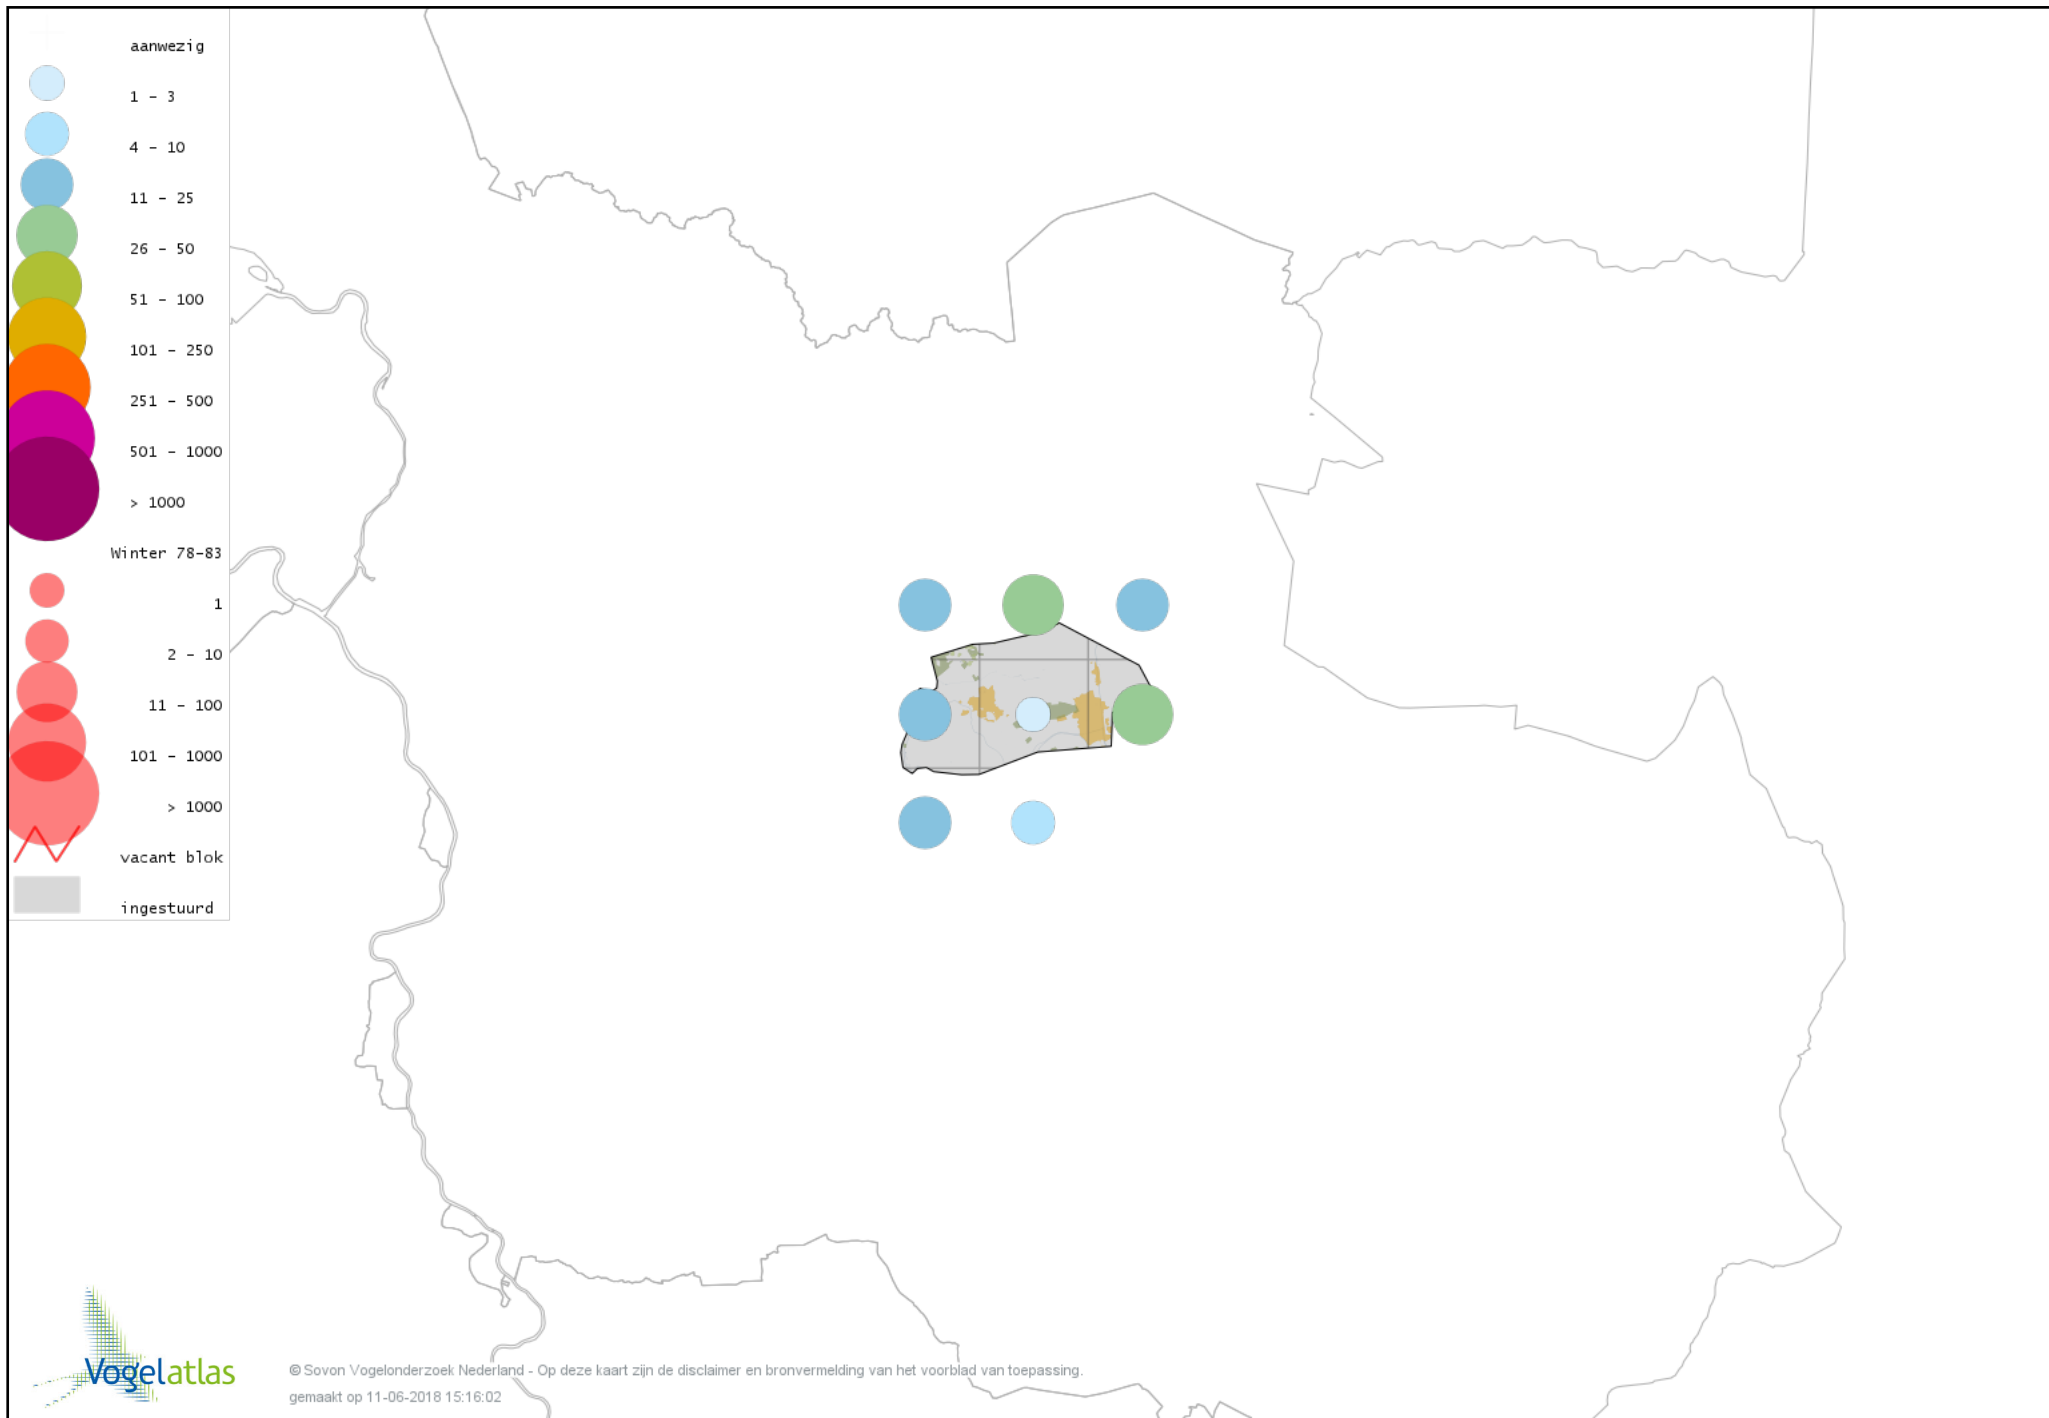 aanwezig
1 - 3
4 - 10
11 - 25
26 - 50
51 - 100
101 - 250
251 - 500
501 - 1000
> 1000
Winter 78-83
1
2 - 10
11 - 100
101 - 1000
> 1000
vacant blok
ingestuurd
Vogelatlas
© Sovon Vogelonderzoek Nederland - Op deze kaart zijn de disclaimer en bronvermelding van het voorblad van toepassing.
gemaakt op 11-06-2018 15:16:02